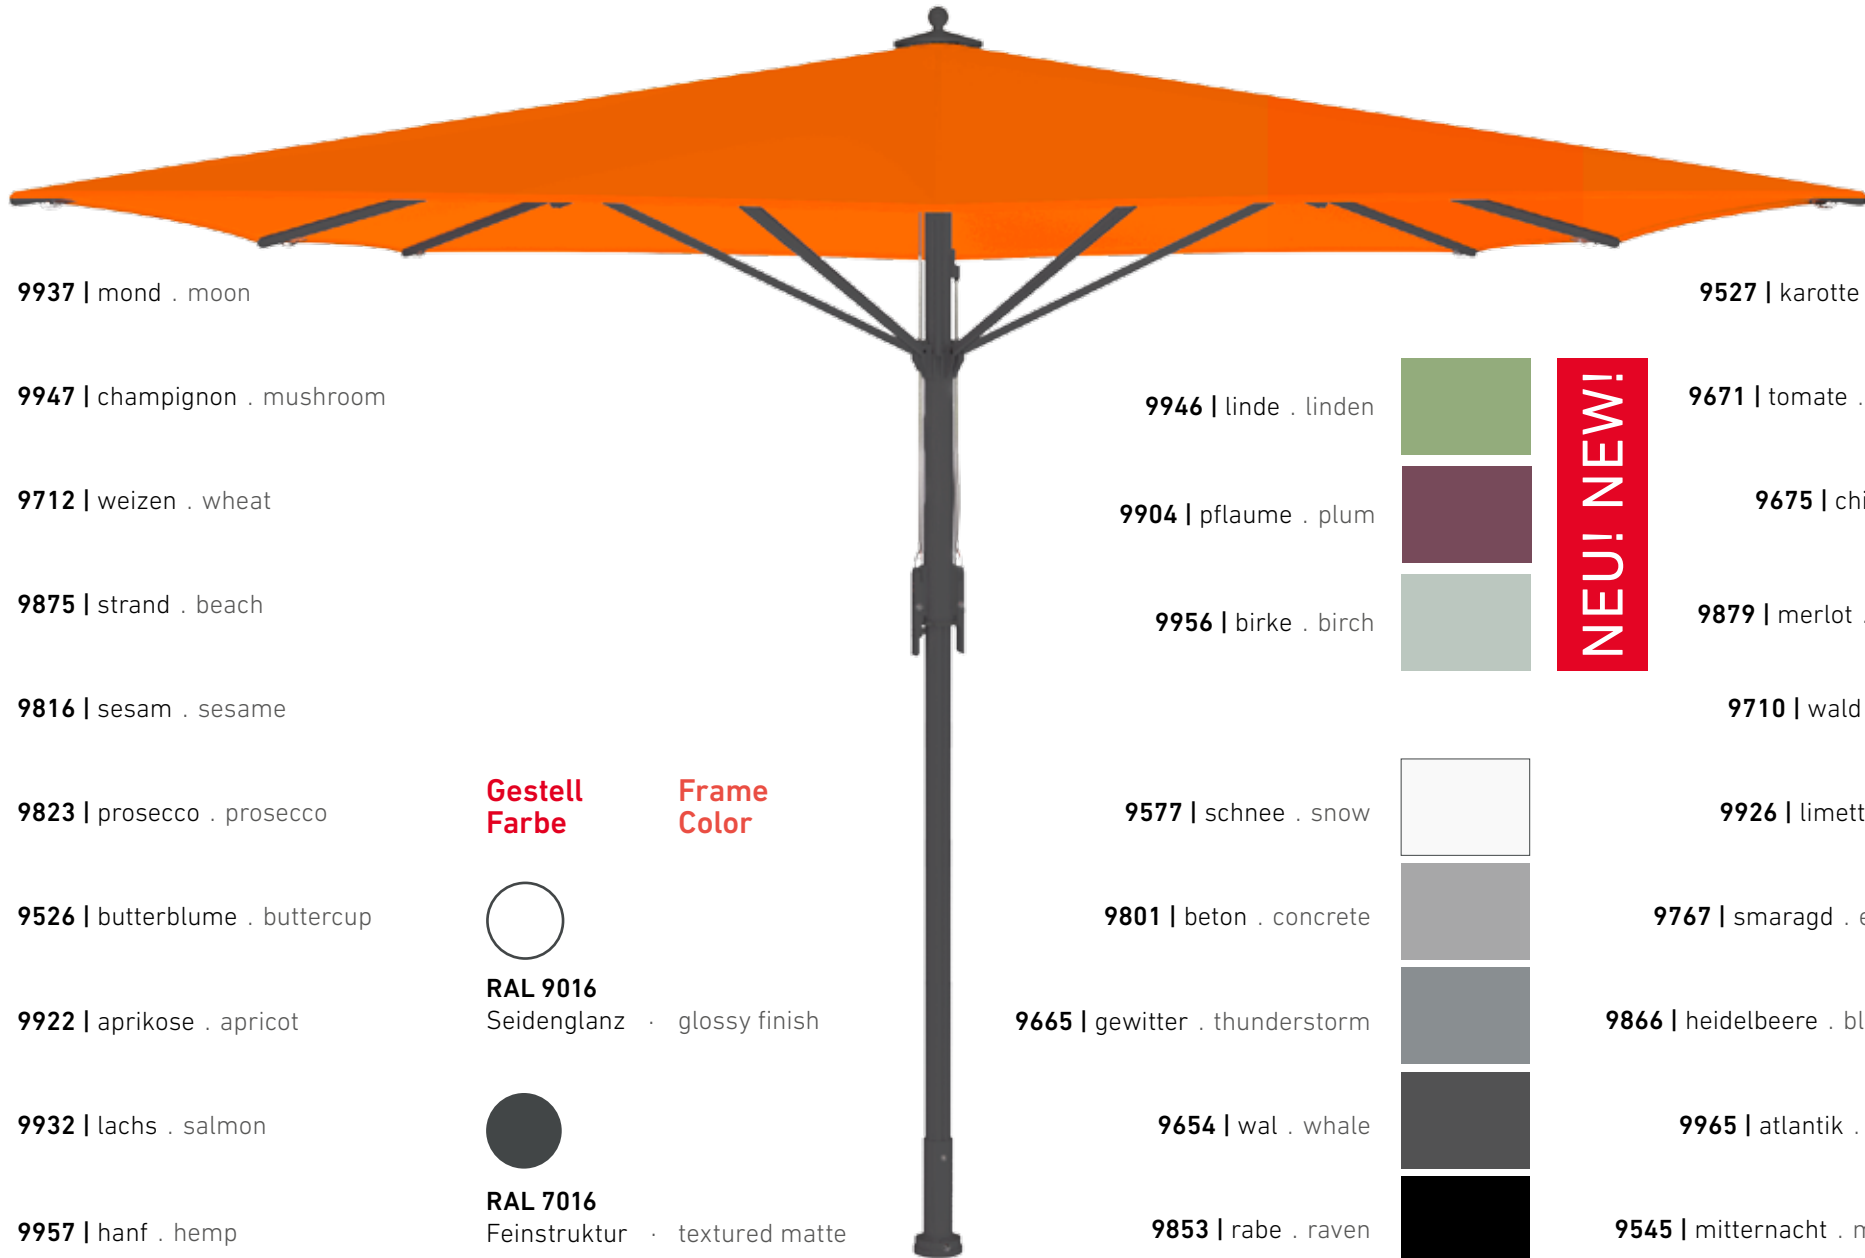 9937 | mond . moon
9947 | champignon . mushroom
9712 | weizen . wheat
9875 | strand . beach
9816 | sesam . sesame
9823 | prosecco . prosecco
9526 | butterblume . buttercup
9922 | aprikose . apricot
9932 | lachs . salmon
9957 | hanf . hemp
Gestell
Farbe
Frame
Color
RAL 9016
Seidenglanz · glossy finish
RAL 7016
Feinstruktur · textured matte
9946 | linde . linden
9904 | pflaume . plum
9956 | birke . birch
NEU! NEW!
9577 | schnee . snow
9801 | beton . concrete
9665 | gewitter . thunderstorm
9654 | wal . whale
9853 | rabe . raven
9527 | karotte
9671 | tomate .
9675 |
9879 | merlot .
9710 | wald
9926 |
9767 | smaragd .
9866 | heidelbeere .
9965 | atlantik .
9545 | mitternacht .